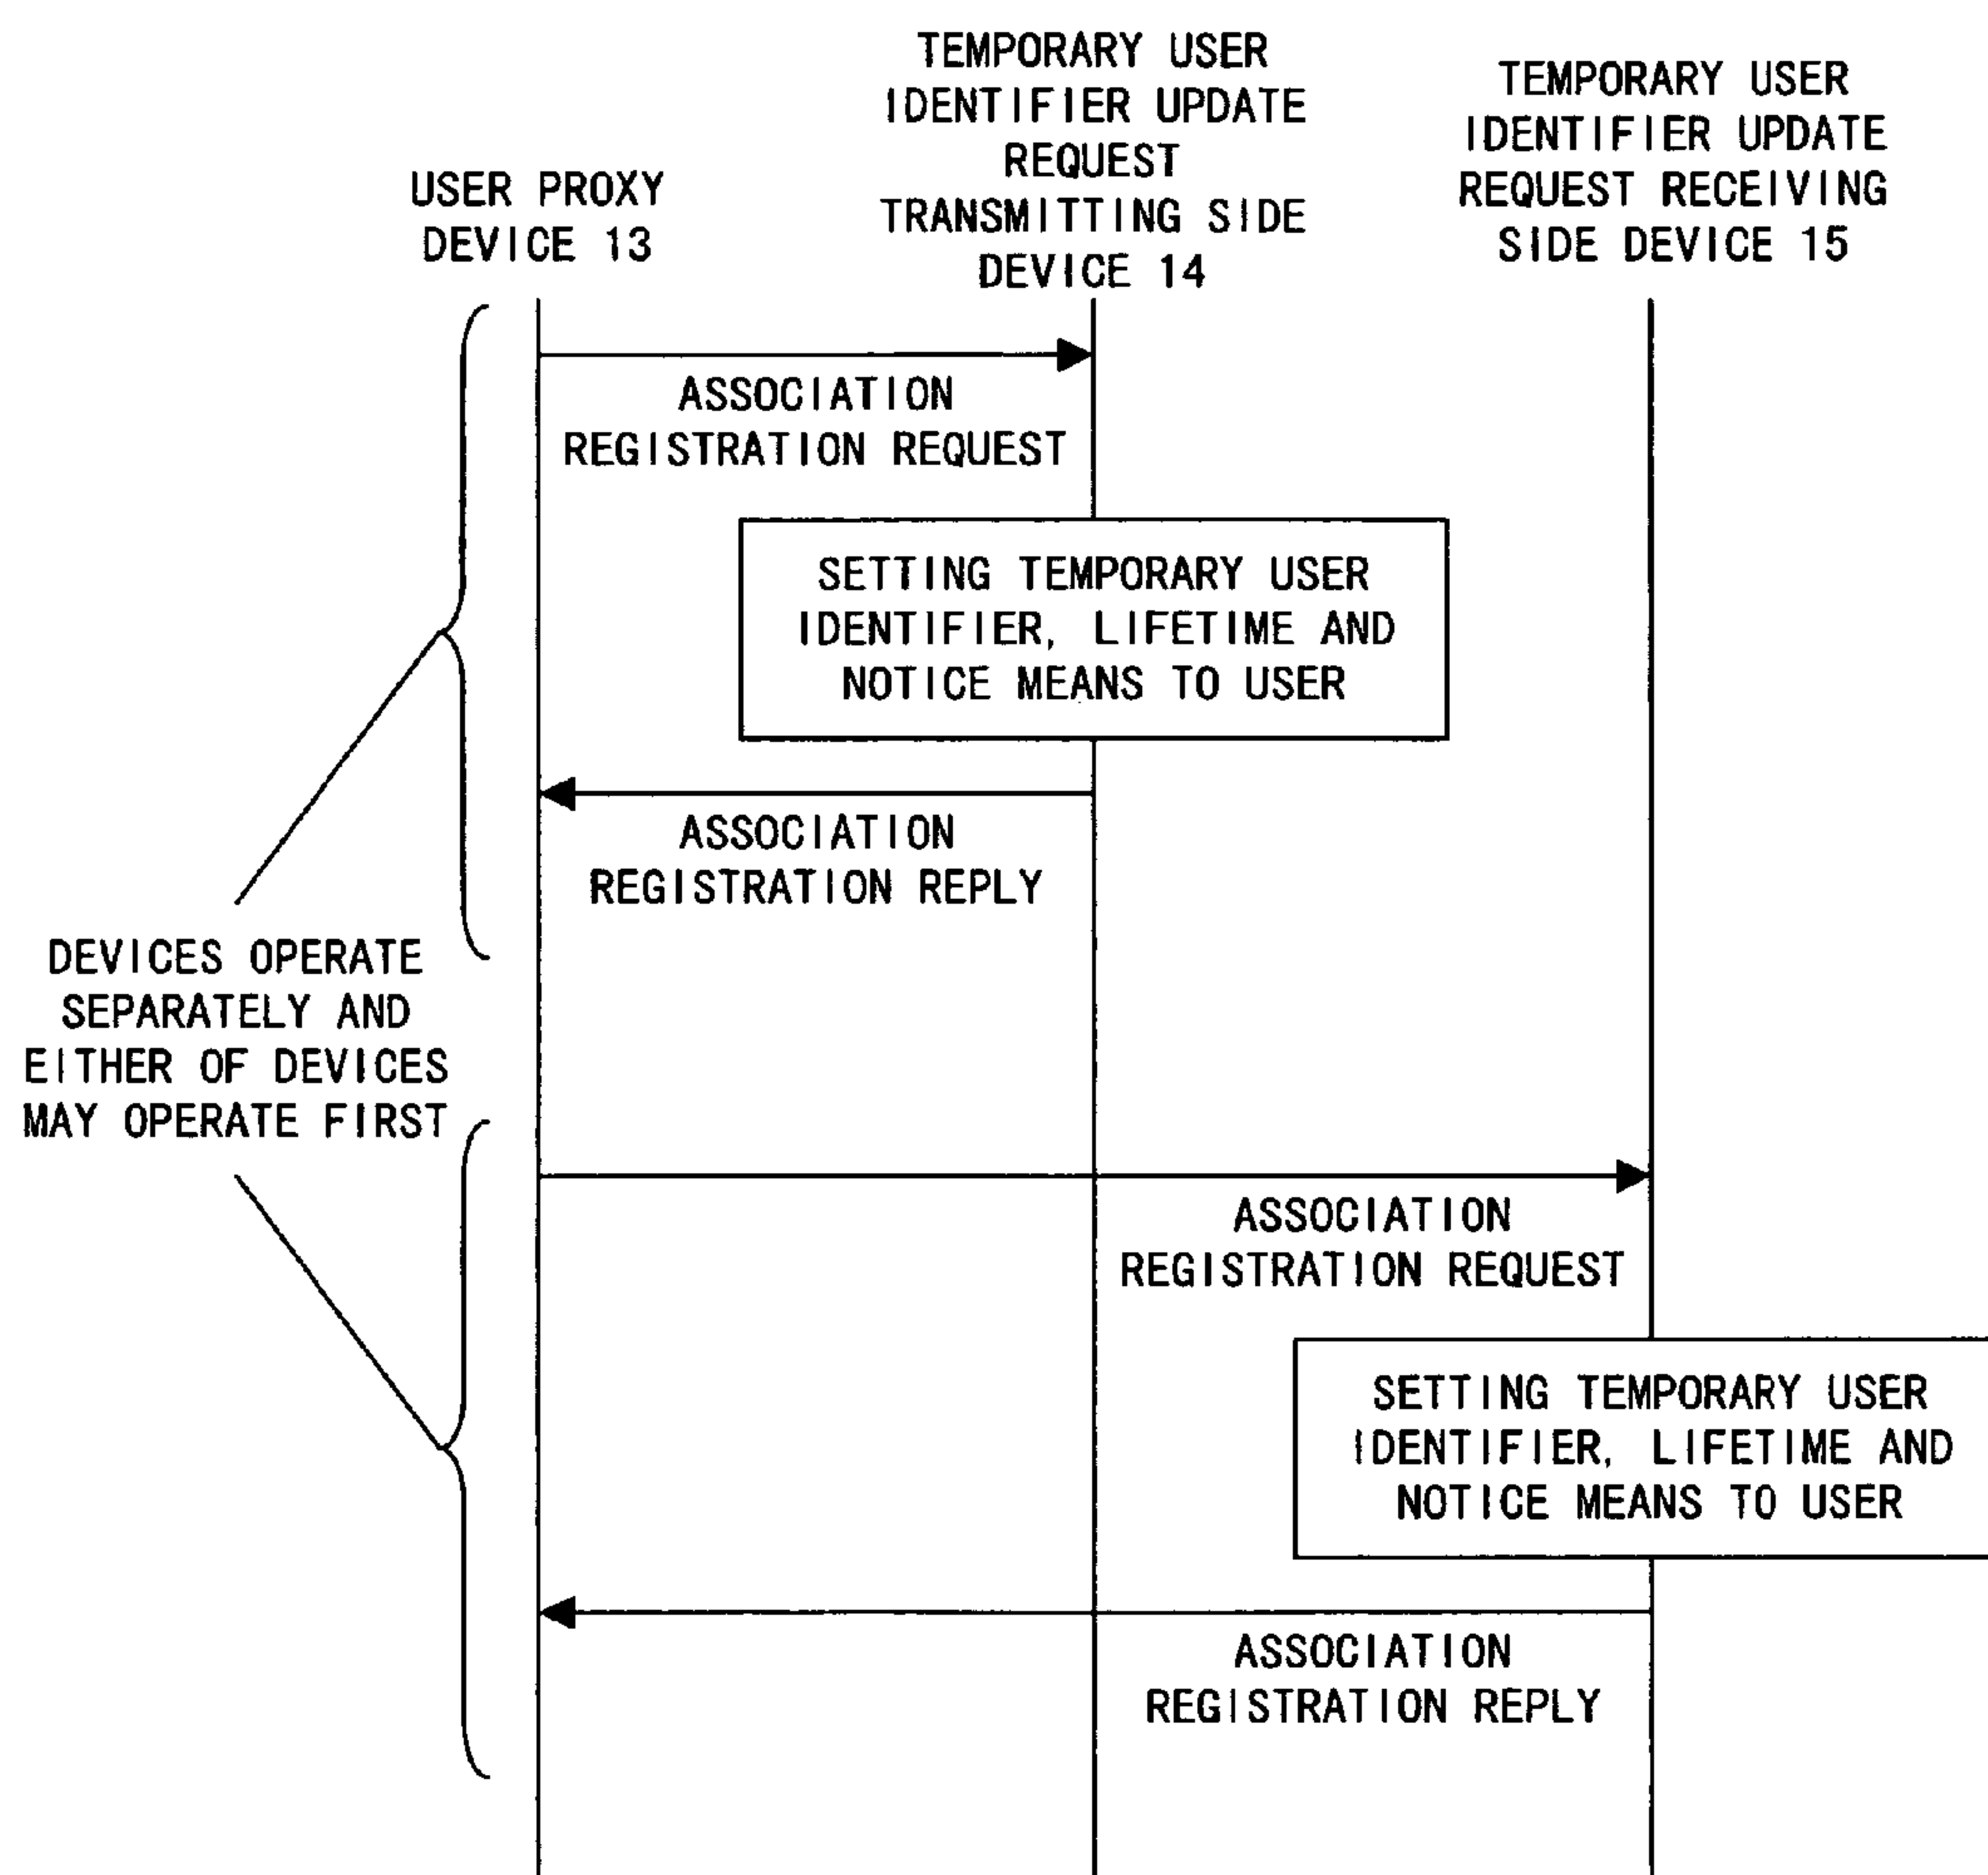 USER PROXY
DEVICE 13
TEMPORARY USER
IDENTIFIER UPDATE
REQUEST
TRANSMITTING SIDE
DEVICE 14
TEMPORARY USER
IDENTIFIER UPDATE
REQUEST RECEIVING
SIDE DEVICE 15
ASSOCIATION
REGISTRATION REQUEST
SETTING TEMPORARY USER
IDENTIFIER, LIFETIME AND
NOTICE MEANS TO USER
ASSOCIATION
REGISTRATION REPLY
DEVICES OPERATE
SEPARATELY AND
EITHER OF DEVICES
MAY OPERATE FIRST
ASSOCIATION
REGISTRATION REQUEST
SETTING TEMPORARY USER
IDENTIFIER, LIFETIME AND
NOTICE MEANS TO USER
ASSOCIATION
REGISTRATION REPLY